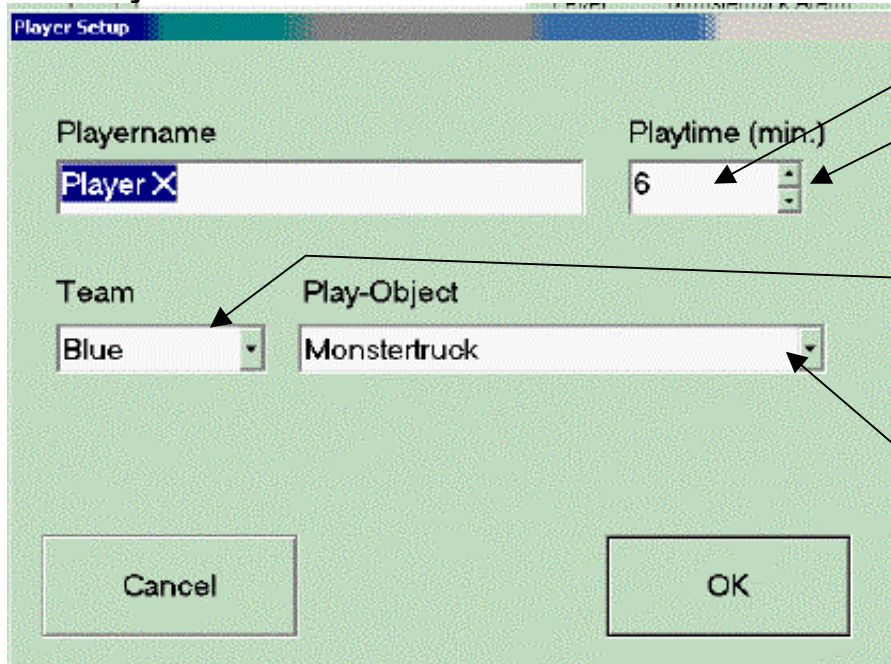 Player Setup
Playername
Playtime (min.)
Player X
6
Team
Play-Object
Blue
Monstertruck
Cancel
OK